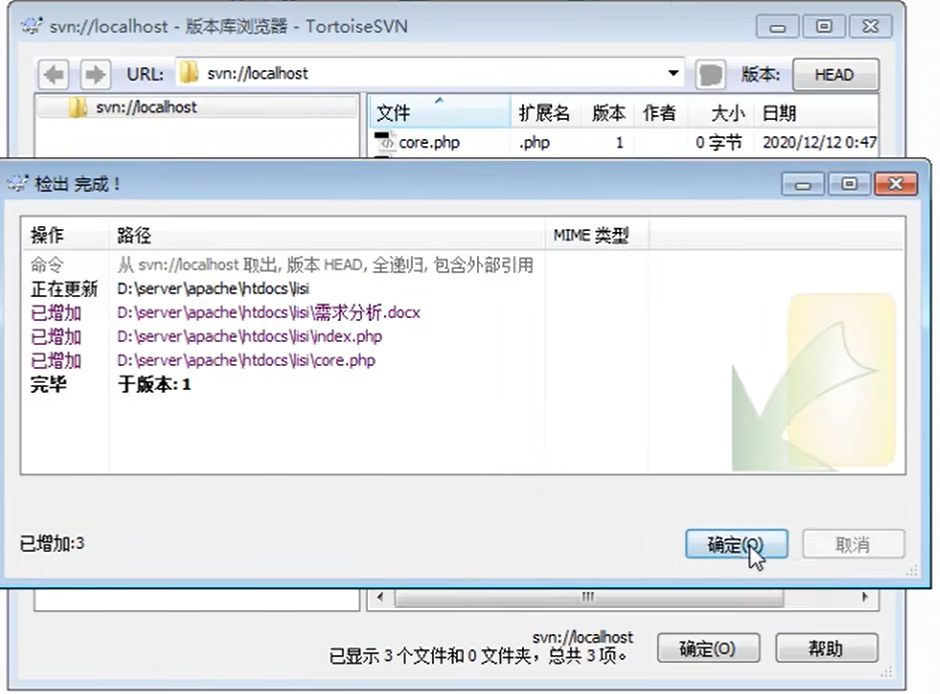 svn://localhost - 版本库浏览器 - TortoiseSVN
URL: svn://localhost 版本: HEAD
svn://localhost
文件 扩展名 版本 作者 大小 日期
core.php .php 1 0 字节 2020/12/12 0:47
检出 完成！
操作 路径 MIME 类型
命令 从 svn://localhost 取出, 版本 HEAD, 全递归, 包含外部引用
正在更新 D:\server\apache\htdocs\lisi
已增加 D:\server\apache\htdocs\lisi\需求分析.docx
已增加 D:\server\apache\htdocs\lisi\index.php
已增加 D:\server\apache\htdocs\lisi\core.php
完毕 于版本: 1
已增加:3
确定(O) 取消
svn://localhost
已显示 3 个文件和 0 文件夹，总共 3 项。
确定(O) 帮助